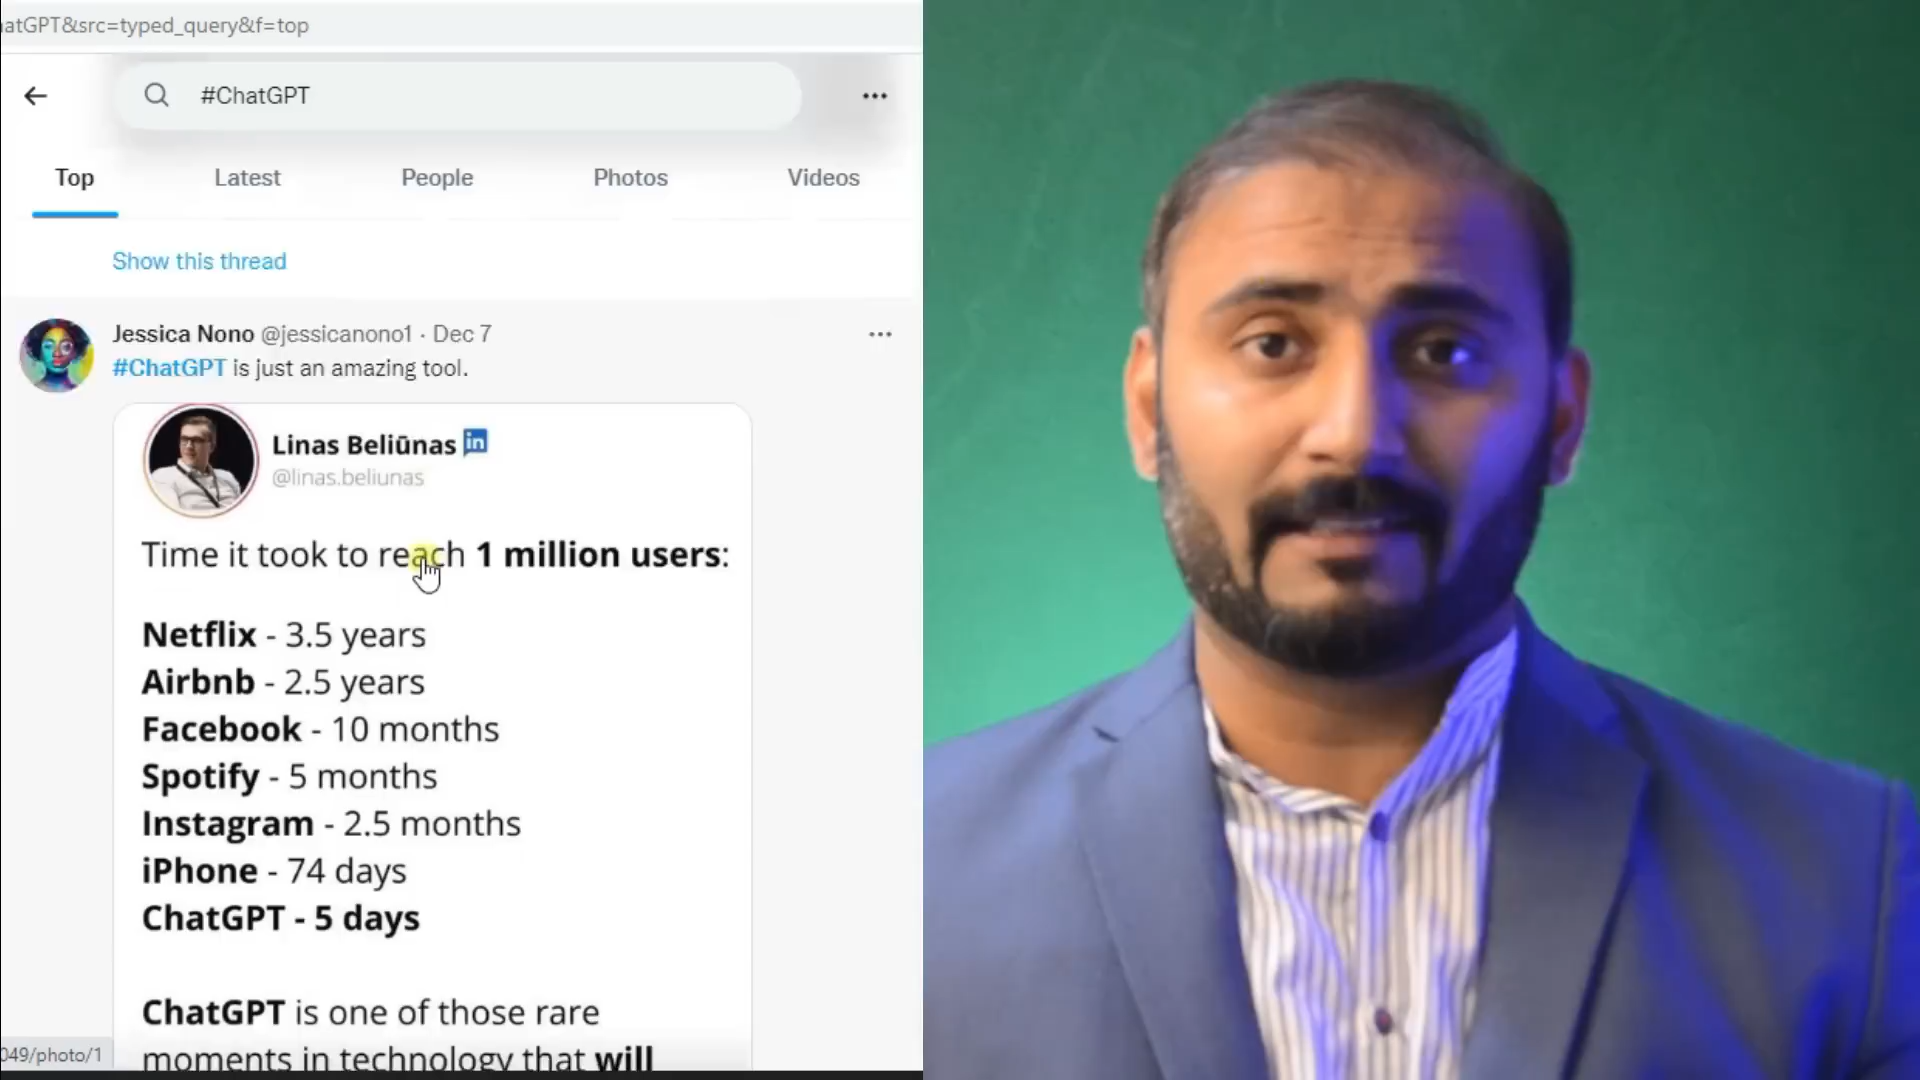 atGPT&src=typed_query&f=top
#ChatGPT
Top Latest People Photos Videos
Show this thread
Jessica Nono @jessicanono1 · Dec 7
#ChatGPT is just an amazing tool.
Linas Beliūnas in
@linas.beliunas
Time it took to reach 1 million users:
Netflix - 3.5 years
Airbnb - 2.5 years
Facebook - 10 months
Spotify - 5 months
Instagram - 2.5 months
iPhone - 74 days
ChatGPT - 5 days
ChatGPT is one of those rare
moments in technology that will
049/photo/1